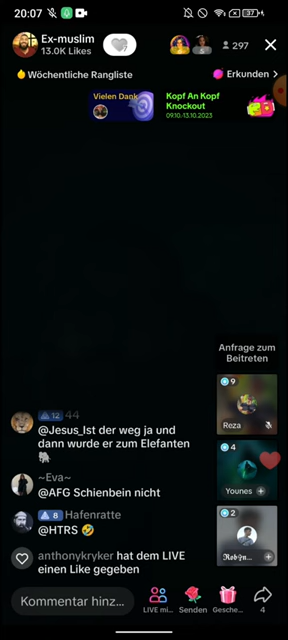 20:07
37
Ex-muslim
13.0K Likes
297
Wöchentliche Rangliste
Erkunden >
Vielen Dank
Kopf An Kopf
Knockout
09.10-13.10.2023
Anfrage zum
Beitreten
9
Roza
4
Younes +
2
12 44
@Jesus_Ist der weg ja und
dann wurde er zum Elefanten
🐘
~Eva~
@AFG Schienbein nicht
8 Hafenratte
@HTRS 🤣
anthonykryker hat dem LIVE
einen Like gegeben
Kommentar hinz...
LIVE mi...
Senden
Gesche...
4